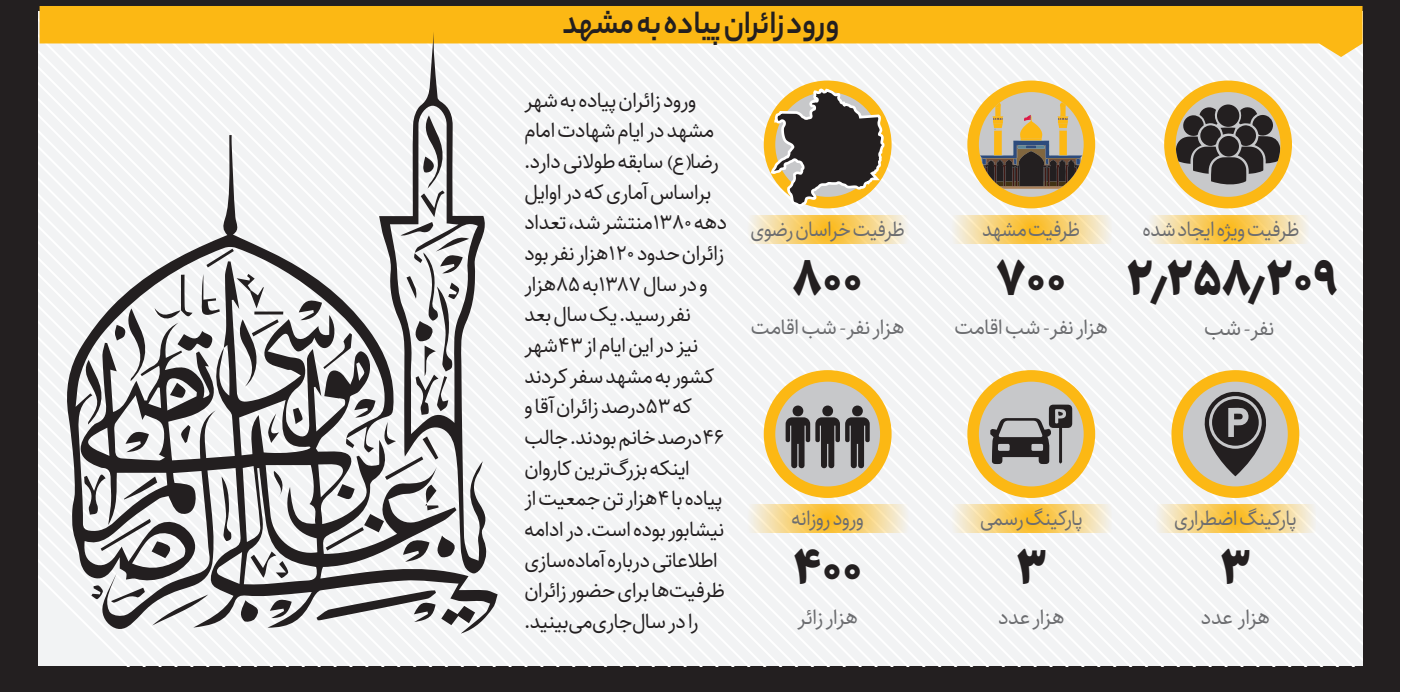 ورود زائران پیاده به مشهد
ظرفیت ویژه ایجاد شده
۲٫۲۵۸٫۲۰۹
نفر- شب
ظرفیت مشهد
۷۰۰
هزار نفر- شب اقامت
ظرفیت خراسان رضوی
۸۰۰
هزار نفر- شب اقامت
P
پارکینگ اضطراری
۳
هزار عدد
P
پارکینگ رسمی
۳
هزار عدد
ورود روزانه
۴۰۰
هزار زائر
ورود زائران پیاده به شهر
مشهد در ایام شهادت امام
رضا(ع) سابقه طولانی دارد.
براساس آماری که در اوایل
دهه ۱۳۸۰منتشر شد، تعداد
زائران حدود ۱۲۰هزار نفر بود
و در سال ۱۳۸۷به ۸۵هزار
نفر رسید. یک سال بعد
نیز در این ایام از ۴۳شهر
کشور به مشهد سفر کردند
که ۵۳درصد زائران آقا و
۴۶درصد خانم بودند. جالب
اینکه بزرگ‌ترین کاروان
پیاده با ۴هزار تن جمعیت از
نیشابور بوده است. در ادامه
اطلاعاتی درباره آماده‌سازی
ظرفیت‌ها برای حضور زائران
را در سال‌جاری‌می‌بینید.